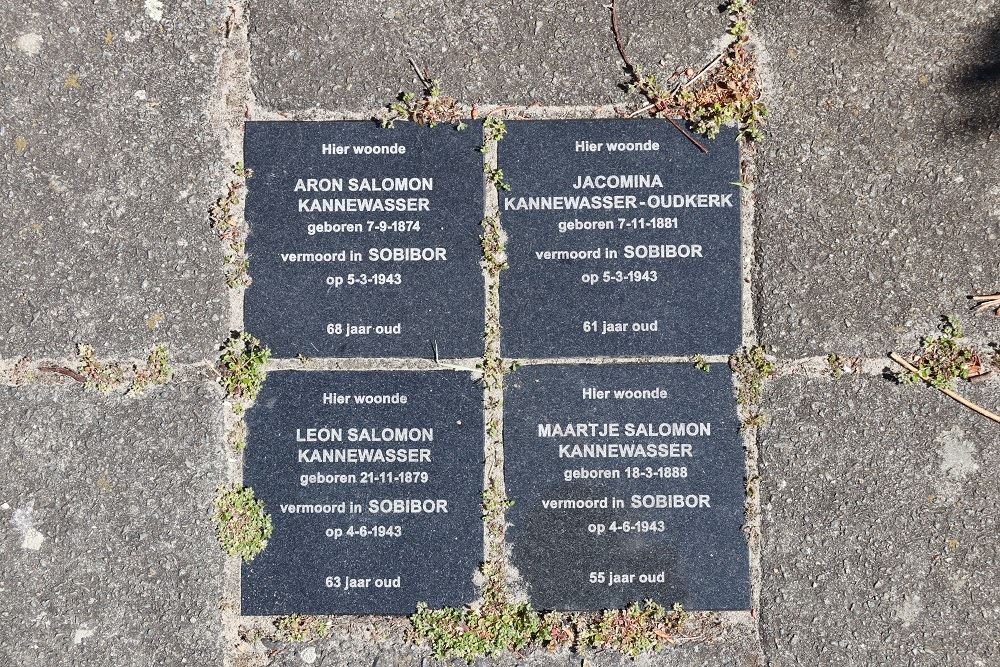 Hier woonde
ARON SALOMON
KANNEWASSER
geboren 7-9-1874
vermoord in SOBIBOR
op 5-3-1943
68 jaar oud
Hier woonde
JACOMINA
KANNEWASSER-OUDKERK
geboren 7-11-1881
vermoord in SOBIBOR
op 5-3-1943
61 jaar oud
Hier woonde
LEON SALOMON
KANNEWASSER
geboren 21-11-1879
vermoord in SOBIBOR
op 4-6-1943
63 jaar oud
Hier woonde
MAARTJE SALOMON
KANNEWASSER
geboren 18-3-1888
vermoord in SOBIBOR
op 4-6-1943
55 jaar oud